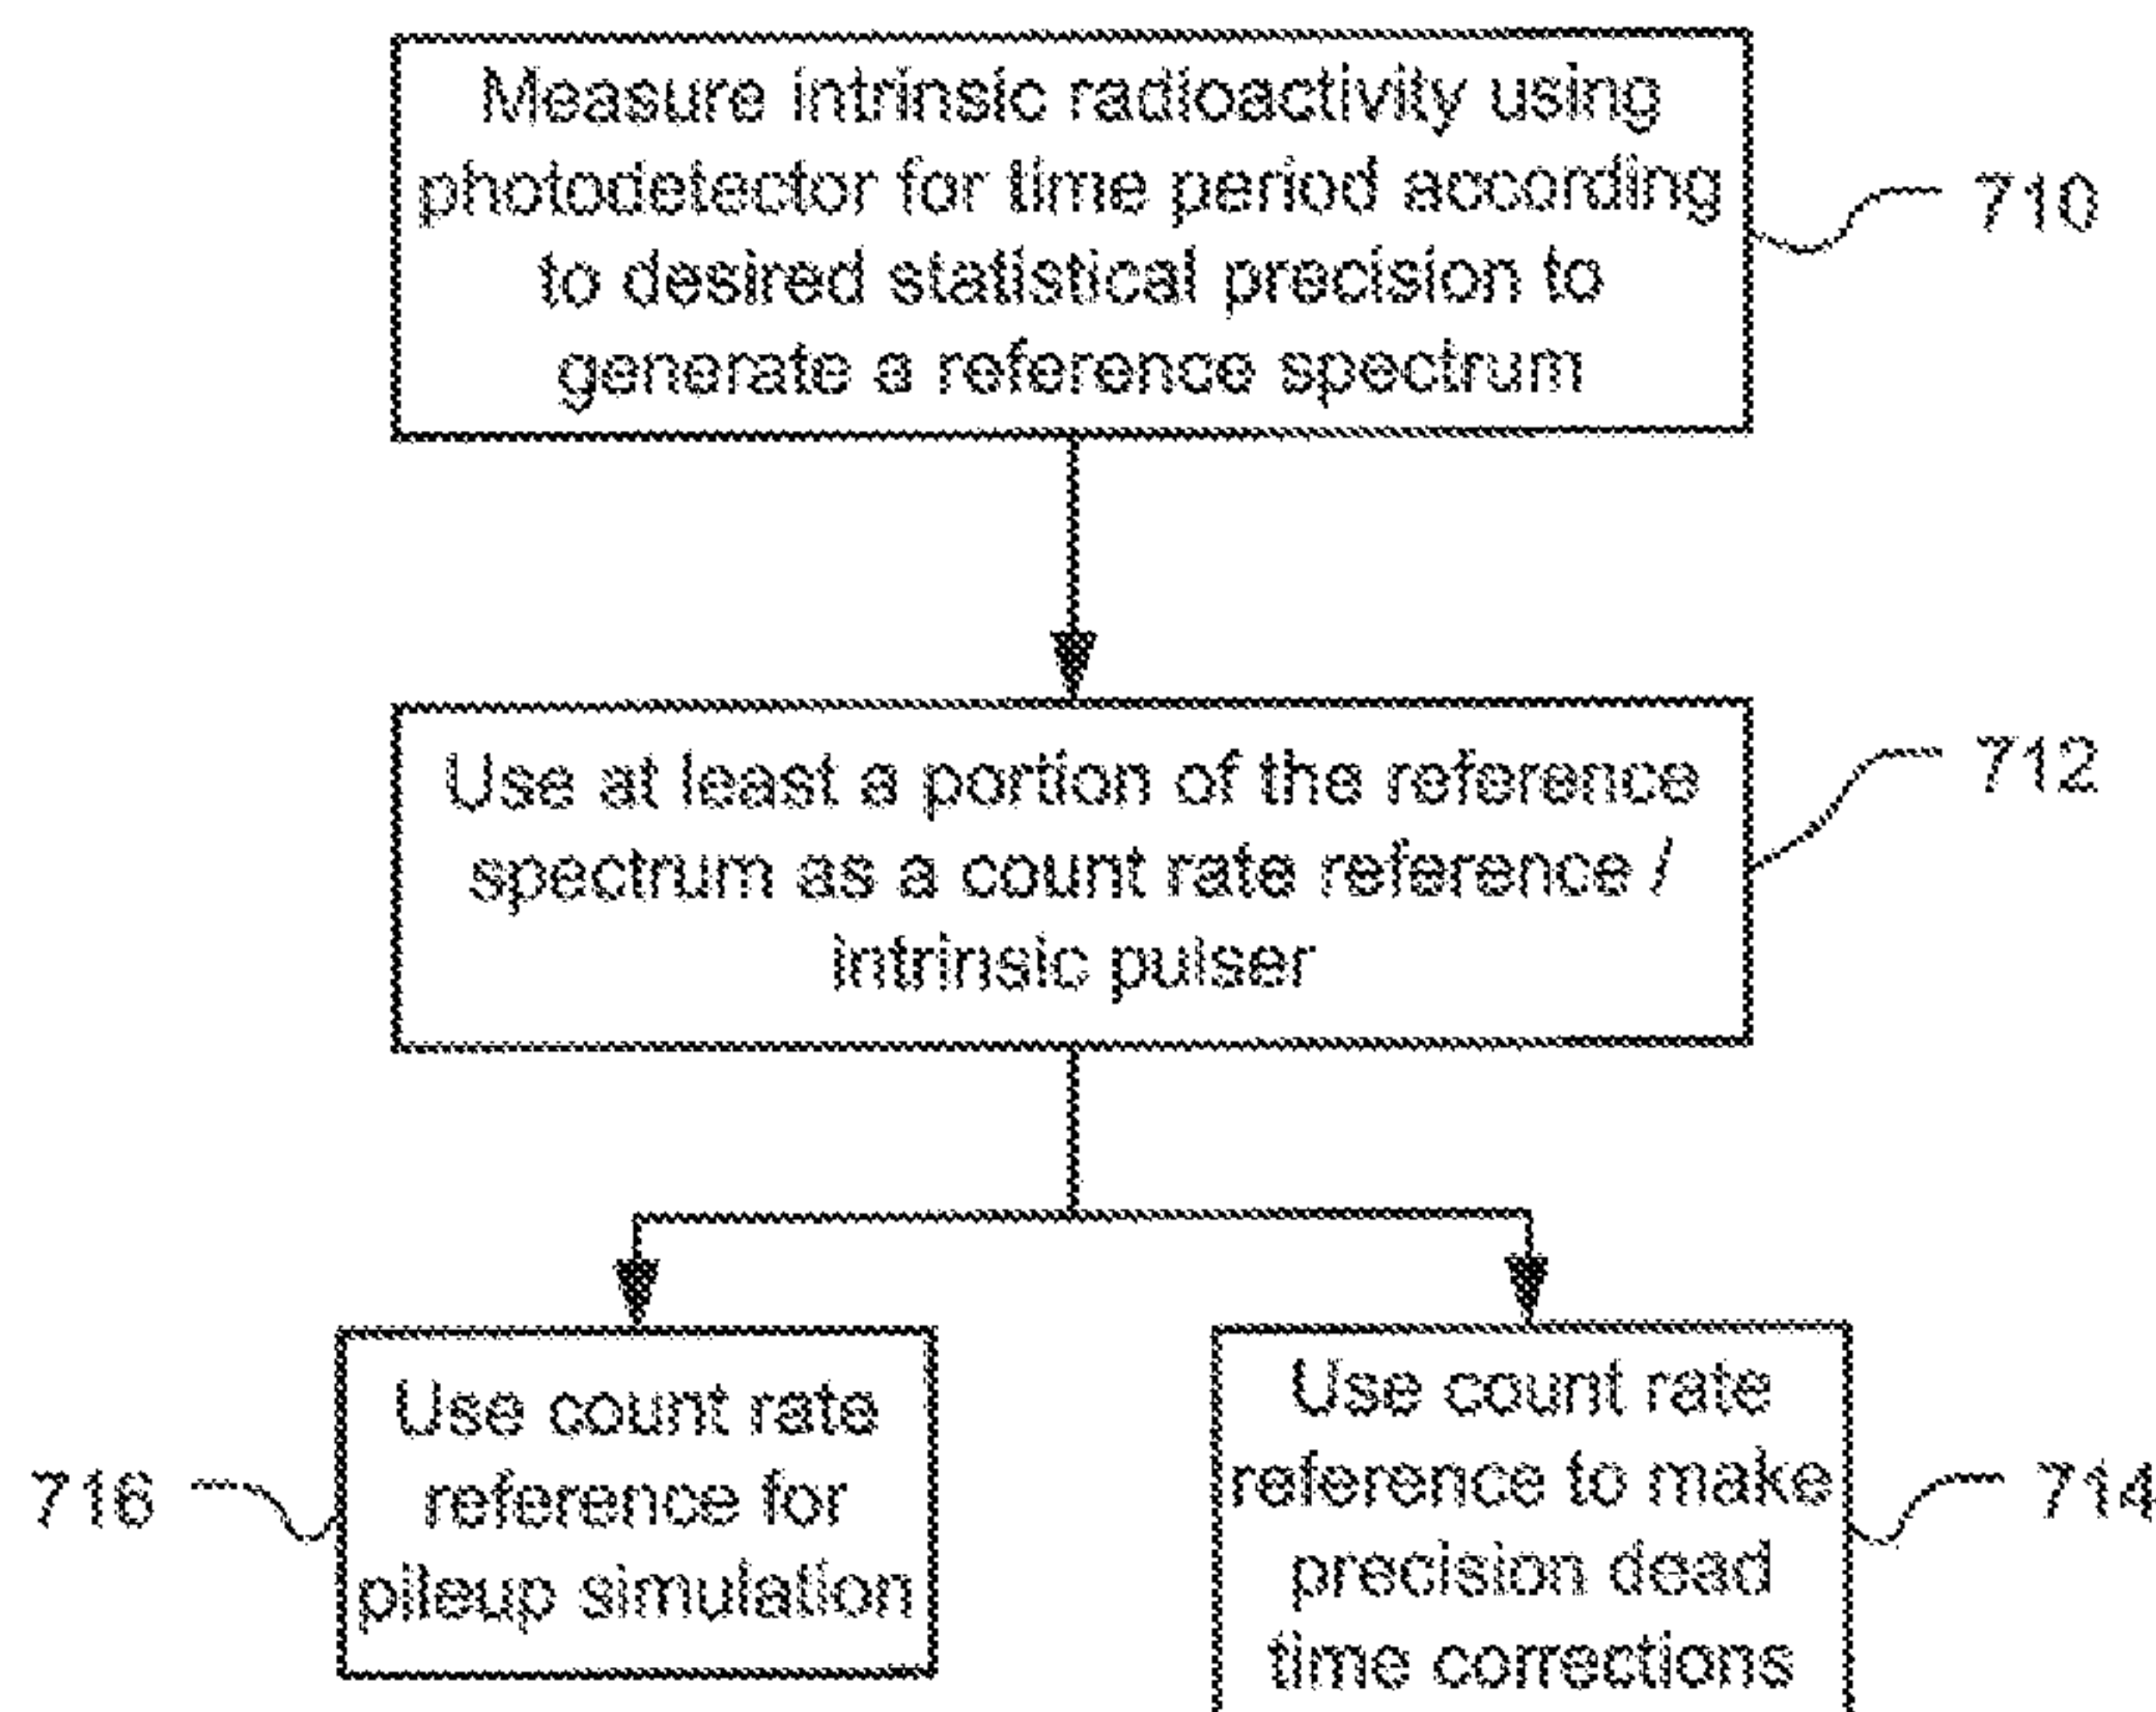 Measure intrinsic radioactivity using
photodetector for time period according
to desired statistical precision to
generate a reference spectrum
710
Use at least a portion of the reference
spectrum as a count rate reference /
intrinsic pulser
712
Use count rate
reference for
pileup simulation
716
Use count rate
reference to make
precision dead
time corrections
714